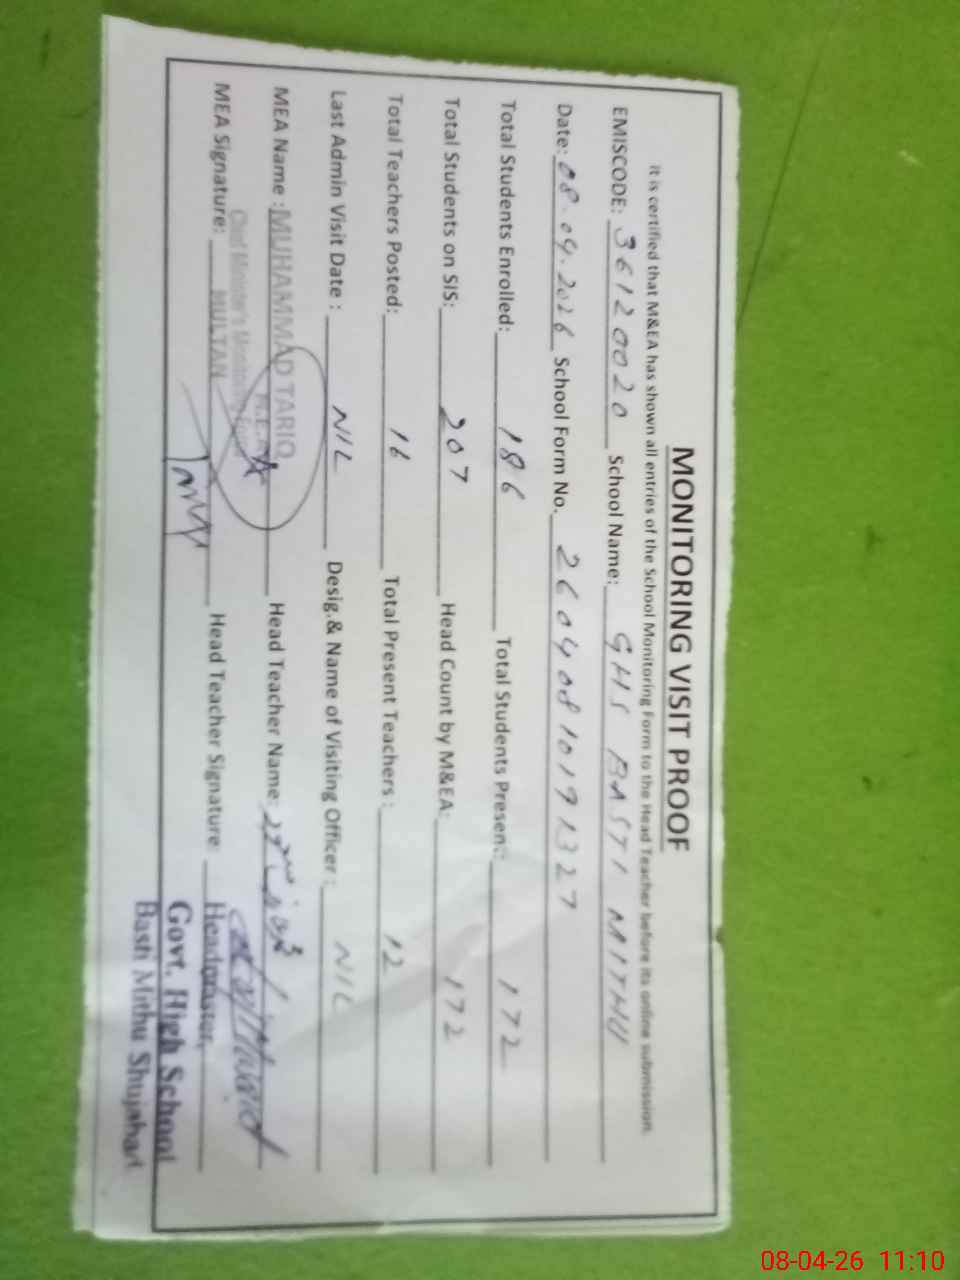 MONITORING VISIT PROOF
It is certified that M&EA has shown all entries of the School Monitoring Form to the Head Teacher before its online submission.
EMISCODE: 36120020 School Name: GHS BASTI MITHU
Date: 08.04.2026 School Form No. 26040810191327
Total Students Enrolled: 186 Total Students Present: 172
Total Students on SIS: 207 Head Count by M&EA: 172
Total Teachers Posted: 16 Total Present Teachers : 12
Last Admin Visit Date : NIL Desig.& Name of Visiting Officer : NIL
MEA Name : MUHAMMAD TARIQ Head Teacher Name:
M.E.A
Chief Minister's Monitoring Force
MEA Signature: MULTAN Head Teacher Signature
Headmaster,
Govt. High School
Basti Mithu Shujabad
08-04-26 11:10